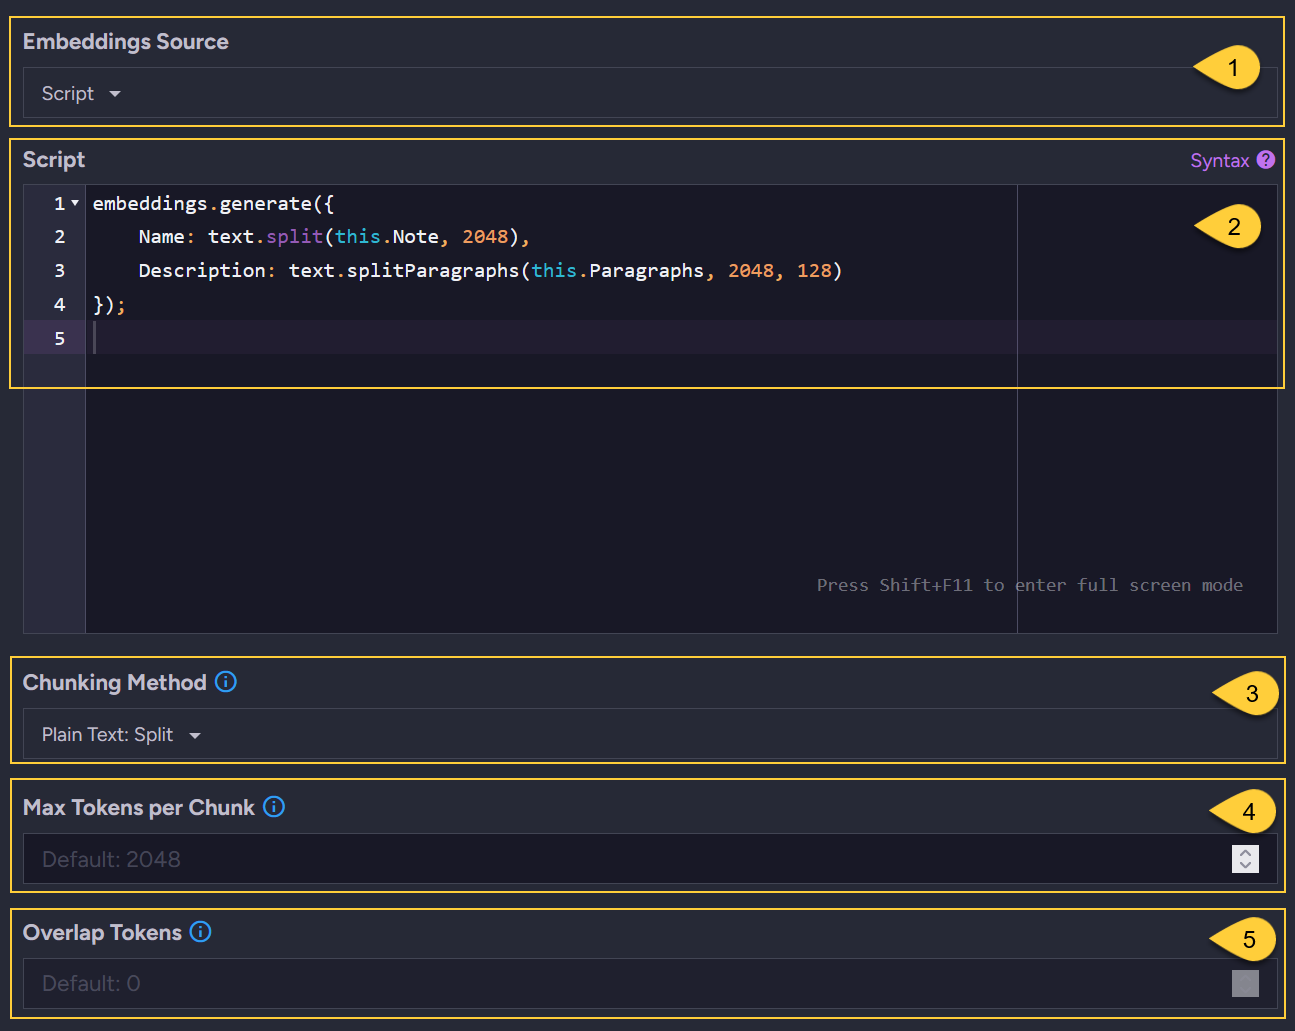 Embeddings Source
1
Script
Script
Syntax ?
1 embeddings.generate({
2     Name: text.split(this.Note, 2048),
2
3     Description: text.splitParagraphs(this.Paragraphs, 2048, 128)
4 });
5
Press Shift+F11 to enter full screen mode
Chunking Method i
3
Plain Text: Split
Max Tokens per Chunk i
4
Default: 2048
Overlap Tokens i
5
Default: 0